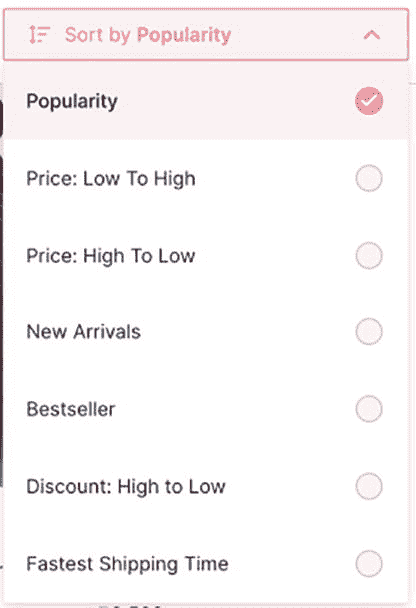 Sort by Popularity
Popularity
Price: Low To High
Price: High To Low
New Arrivals
Bestseller
Discount: High to Low
Fastest Shipping Time